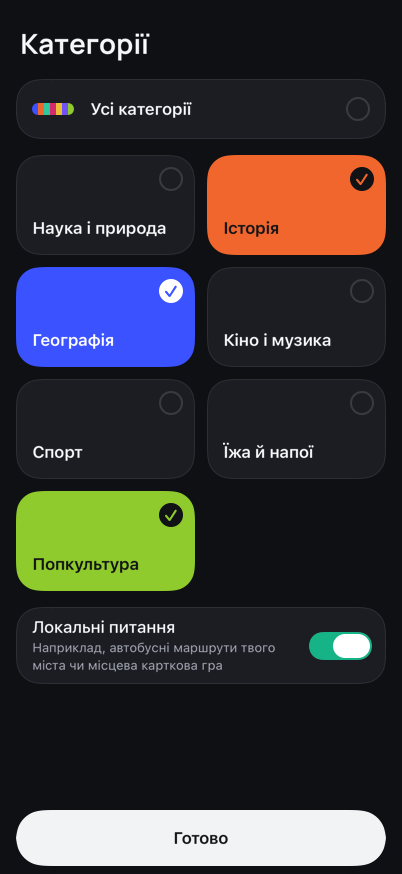 Категорії
Усі категорії
Наука і природа
Історія
Географія
Кіно і музика
Спорт
Їжа й напої
Попкультура
Локальні питання
Наприклад, автобусні маршрути твого
міста чи місцева карткова гра
Готово